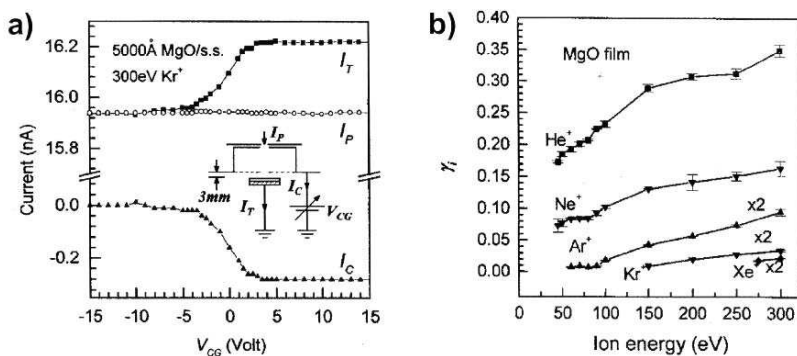 a)
16.2
16.0
15.8
0.0
-0.2
Current (nA)
5000Å MgO/s.s.
300eV Kr⁺
I_T
I_P
I_P
3mm
I_T
I_C
V_CG
I_C
-15 -10 -5 0 5 10 15
V_CG (Volt)
b)
0.40
0.35
0.30
0.25
0.20
0.15
0.10
0.05
0.00
γ_i
MgO film
He⁺
Ne⁺
Ar⁺
Kr
Xe
x2
x2
x2
0 50 100 150 200 250 300
Ion energy (eV)